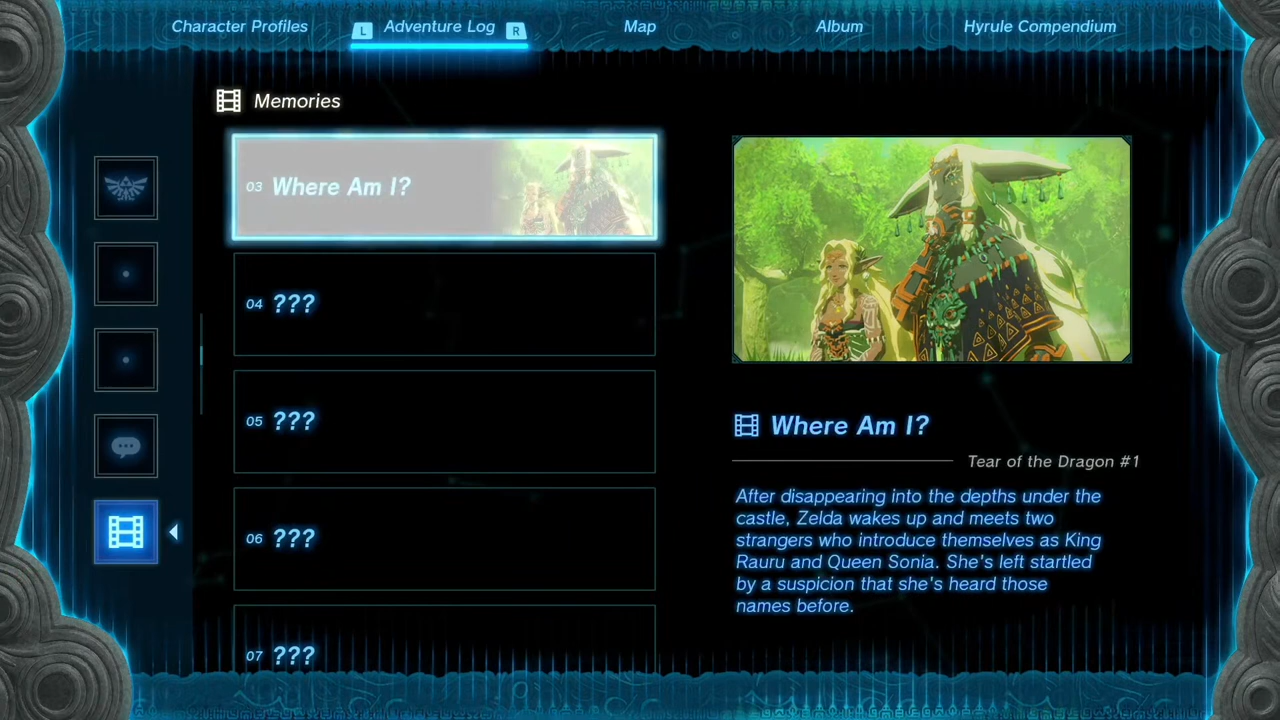 Character Profiles
L Adventure Log R
Map
Album
Hyrule Compendium
Memories
03 Where Am I?
04 ???
05 ???
06 ???
07 ???
Where Am I?
Tear of the Dragon #1
After disappearing into the depths under the
castle, Zelda wakes up and meets two
strangers who introduce themselves as King
Rauru and Queen Sonia. She's left startled
by a suspicion that she's heard those
names before.